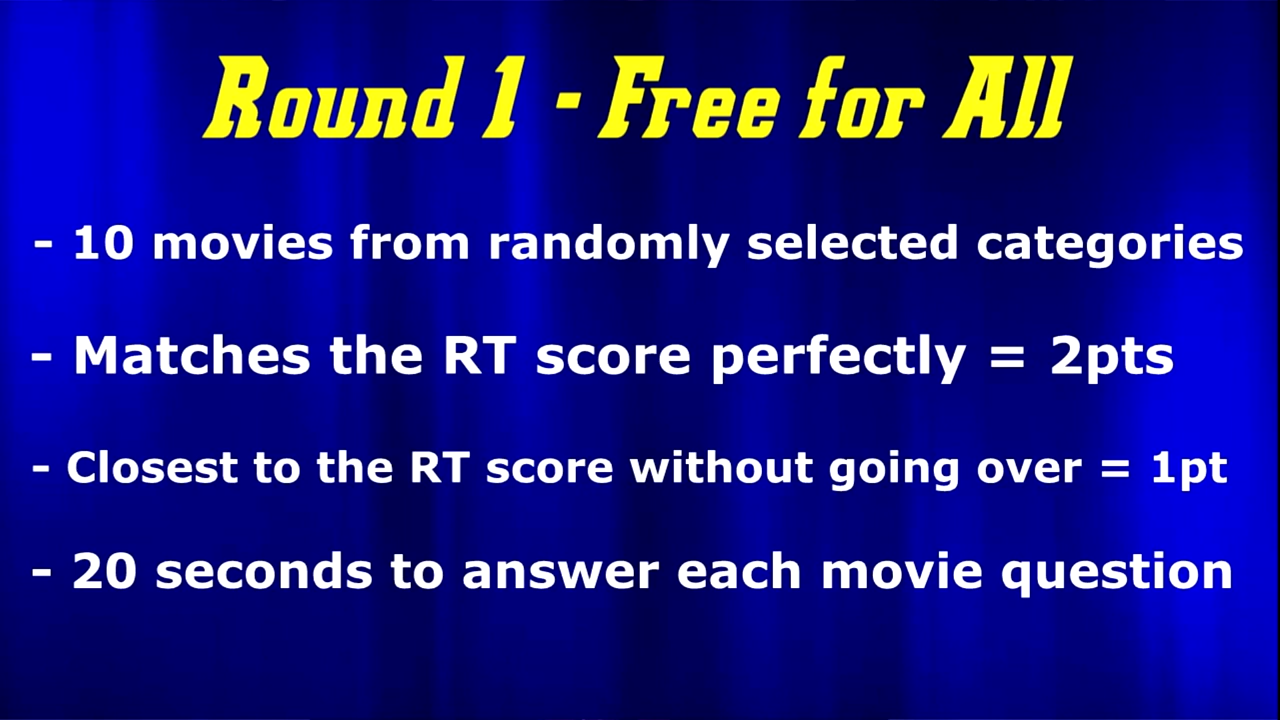 Round 1 - Free for All
- 10 movies from randomly selected categories
- Matches the RT score perfectly = 2pts
- Closest to the RT score without going over = 1pt
- 20 seconds to answer each movie question